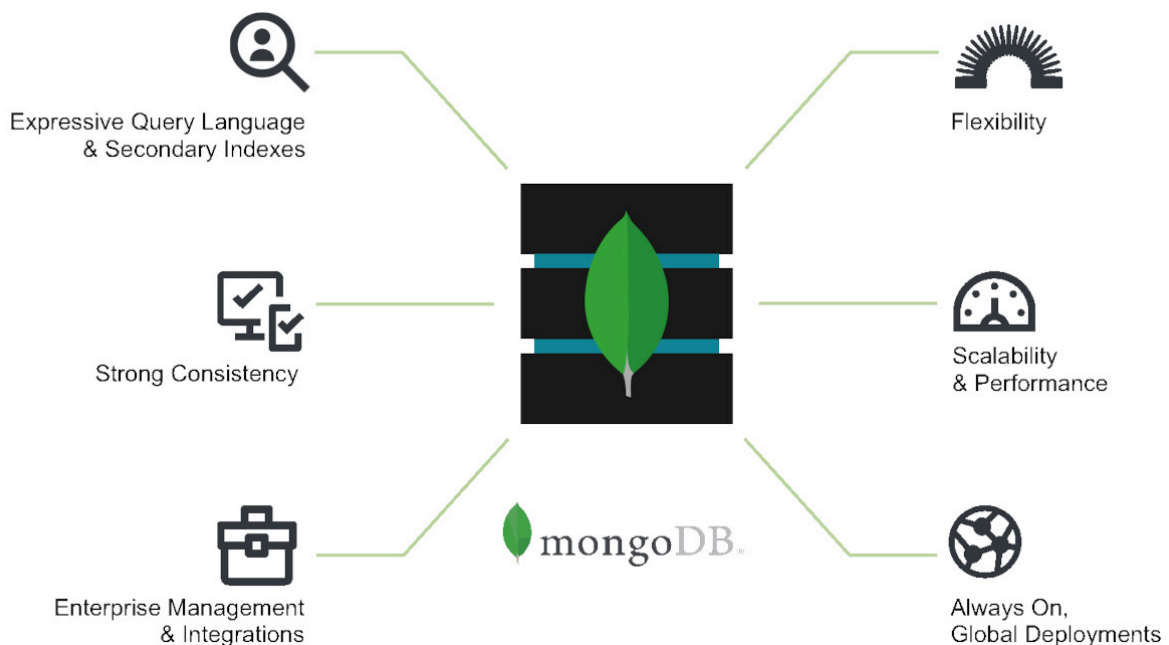 Expressive Query Language
& Secondary Indexes
Flexibility
Strong Consistency
Scalability
& Performance
Enterprise Management
& Integrations
mongoDB
Always On,
Global Deployments